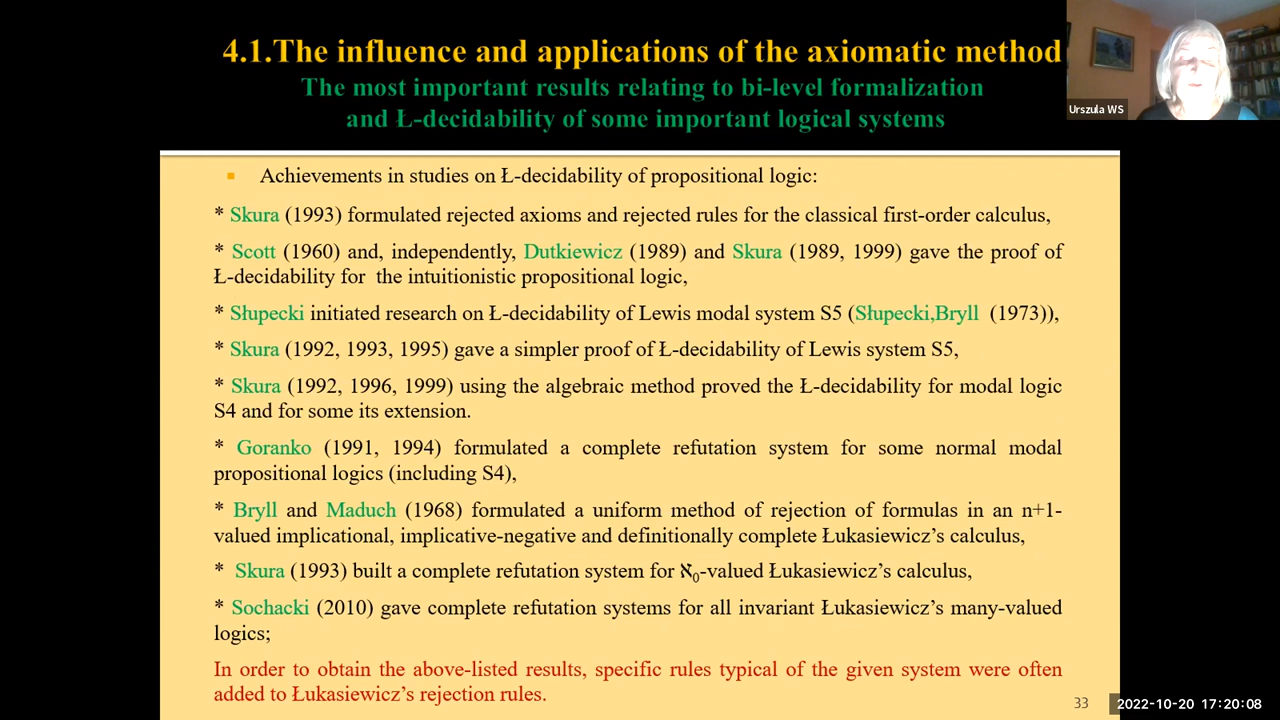 4.1.The influence and applications of the axiomatic method
The most important results relating to bi-level formalization
and Ł-decidability of some important logical systems
Urszula WS
Achievements in studies on Ł-decidability of propositional logic:
* Skura (1993) formulated rejected axioms and rejected rules for the classical first-order calculus,
* Scott (1960) and, independently, Dutkiewicz (1989) and Skura (1989, 1999) gave the proof of
Ł-decidability for the intuitionistic propositional logic,
* Słupecki initiated research on Ł-decidability of Lewis modal system S5 (Słupecki,Bryll (1973)),
* Skura (1992, 1993, 1995) gave a simpler proof of Ł-decidability of Lewis system S5,
* Skura (1992, 1996, 1999) using the algebraic method proved the Ł-decidability for modal logic
S4 and for some its extension.
* Goranko (1991, 1994) formulated a complete refutation system for some normal modal
propositional logics (including S4),
* Bryll and Maduch (1968) formulated a uniform method of rejection of formulas in an n+1-
valued implicational, implicative-negative and definitionally complete Łukasiewicz’s calculus,
* Skura (1993) built a complete refutation system for ℵ₀-valued Łukasiewicz’s calculus,
* Sochacki (2010) gave complete refutation systems for all invariant Łukasiewicz’s many-valued
logics;
In order to obtain the above-listed results, specific rules typical of the given system were often
added to Łukasiewicz’s rejection rules.
33
2022-10-20 17:20:08